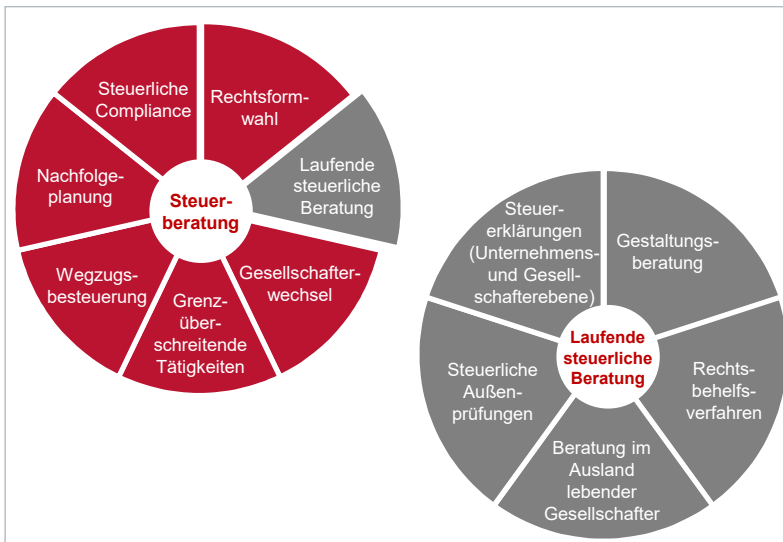 Steuerliche
Compliance
Rechtsform-
wahl
Laufende
steuerliche
Beratung
Gesellschafter-
wechsel
Grenz-
über-
schreitende
Tätigkeiten
Wegzugs-
besteuerung
Nachfolge-
planung
Steuer-
beratung
Steuer-
erklärungen
(Unternehmens-
und Gesell-
schafterebene)
Gestaltungs-
beratung
Rechts-
behelfs-
verfahren
Beratung im
Ausland
lebender
Gesellschafter
Steuerliche
Außen-
prüfungen
Laufende
steuerliche
Beratung